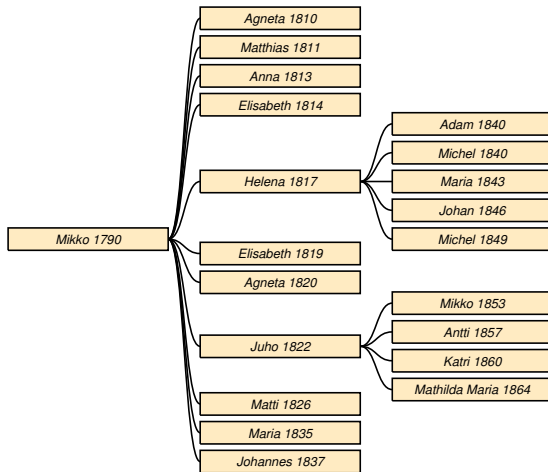 Mikko 1790
Agneta 1810
Matthias 1811
Anna 1813
Elisabeth 1814
Helena 1817
Adam 1840
Michel 1840
Maria 1843
Johan 1846
Michel 1849
Elisabeth 1819
Agneta 1820
Juho 1822
Mikko 1853
Antti 1857
Katri 1860
Mathilda Maria 1864
Matti 1826
Maria 1835
Johannes 1837